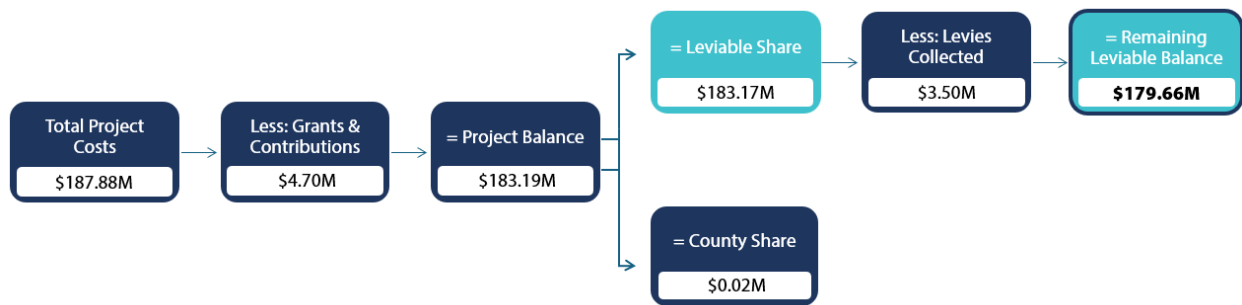 Total Project
Costs
$187.88M
Less: Grants &
Contributions
$4.70M
= Project Balance
$183.19M
= Leviable Share
$183.17M
Less: Levies
Collected
$3.50M
= Remaining
Leviable Balance
$179.66M
= County Share
$0.02M